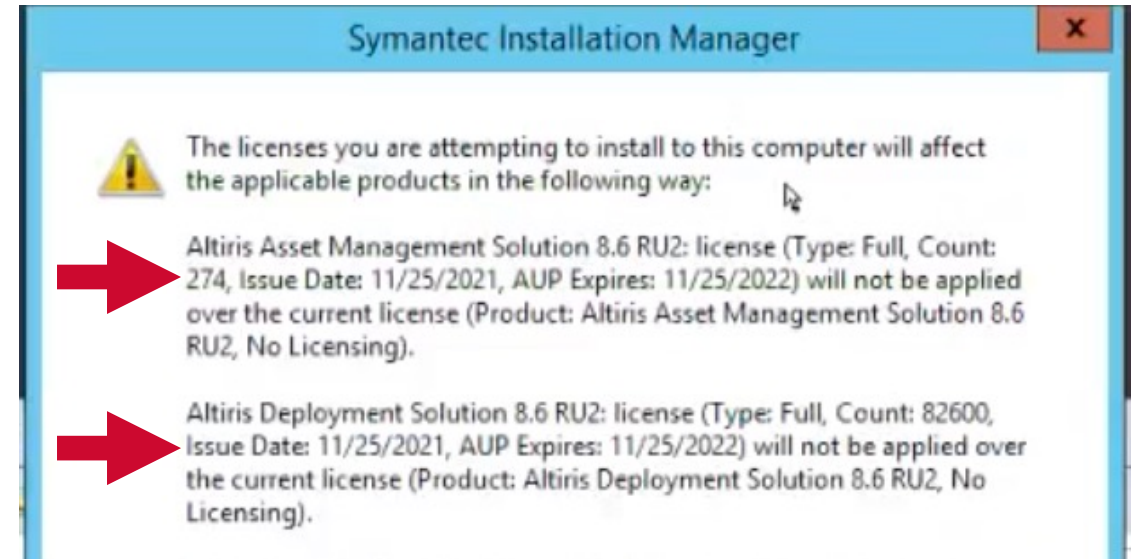 Symantec Installation Manager
x
The licenses you are attempting to install to this computer will affect
the applicable products in the following way:
Altiris Asset Management Solution 8.6 RU2: license (Type: Full, Count:
274, Issue Date: 11/25/2021, AUP Expires: 11/25/2022) will not be applied
over the current license (Product: Altiris Asset Management Solution 8.6
RU2, No Licensing).
Altiris Deployment Solution 8.6 RU2: license (Type: Full, Count: 82600,
Issue Date: 11/25/2021, AUP Expires: 11/25/2022) will not be applied over
the current license (Product: Altiris Deployment Solution 8.6 RU2, No
Licensing).